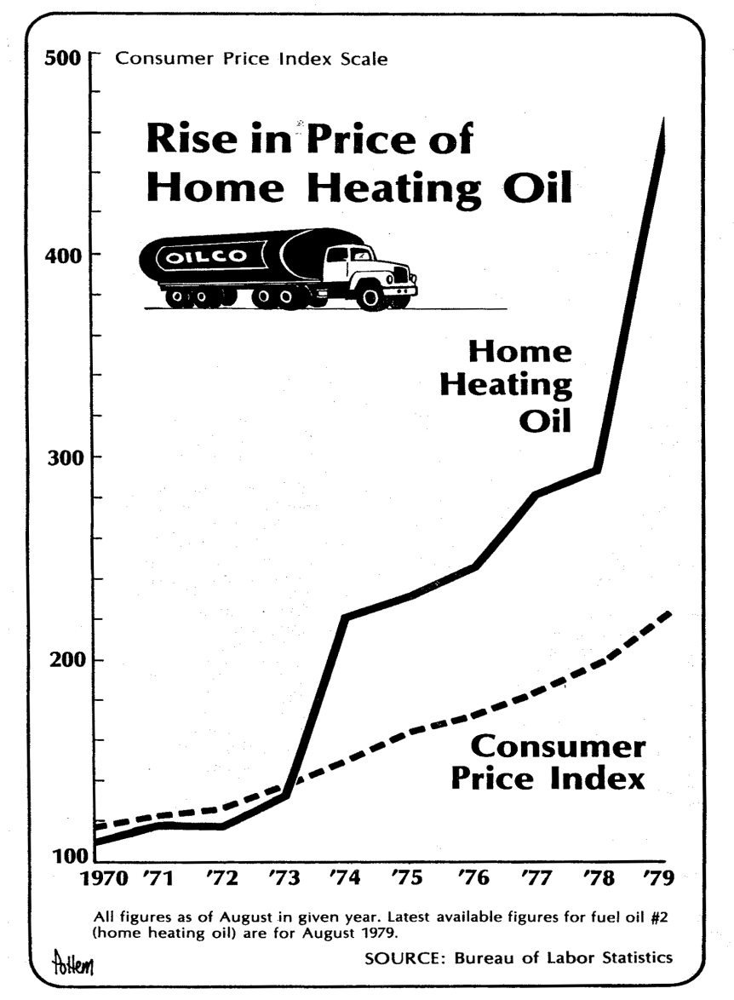 500
Consumer Price Index Scale
Rise in Price of
Home Heating Oil
OILCO
400
Home
Heating
Oil
300
200
Consumer
Price Index
100
1970 '71 '72 '73 '74 '75 '76 '77 '78 '79
All figures as of August in given year. Latest available figures for fuel oil #2
(home heating oil) are for August 1979.
SOURCE: Bureau of Labor Statistics